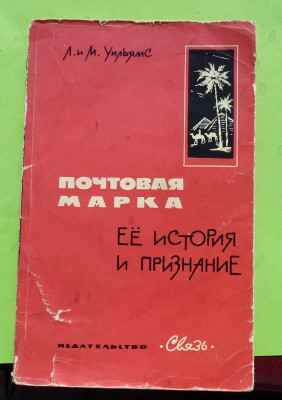 Л. и М. Уильямс
ПОЧТОВАЯ
МАРКА
ЕЁ ИСТОРИЯ
И ПРИЗНАНИЕ
ИЗДАТЕЛЬСТВО · Связь ·